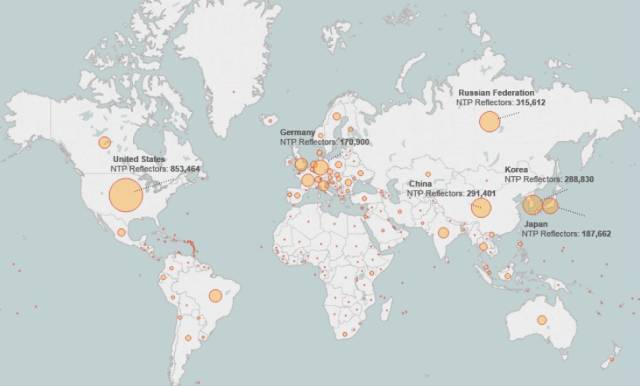 Russian Federation
NTP Reflectors: 315,612
Germany
NTP Reflectors: 170,900
United States
NTP Reflectors: 853,464
Korea
NTP Reflectors: 288,830
China
NTP Reflectors: 291,401
Japan
NTP Reflectors: 187,662